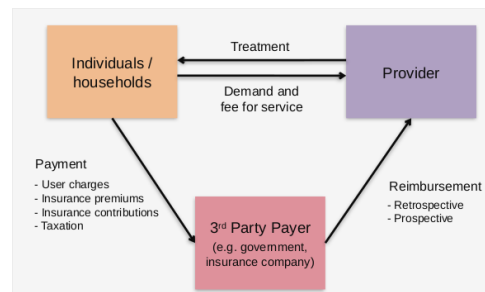 Individuals /
households
Treatment
Demand and
fee for service
Provider
Payment
- User charges
- Insurance premiums
- Insurance contributions
- Taxation
3rd Party Payer
(e.g. government,
insurance company)
Reimbursement
- Retrospective
- Prospective